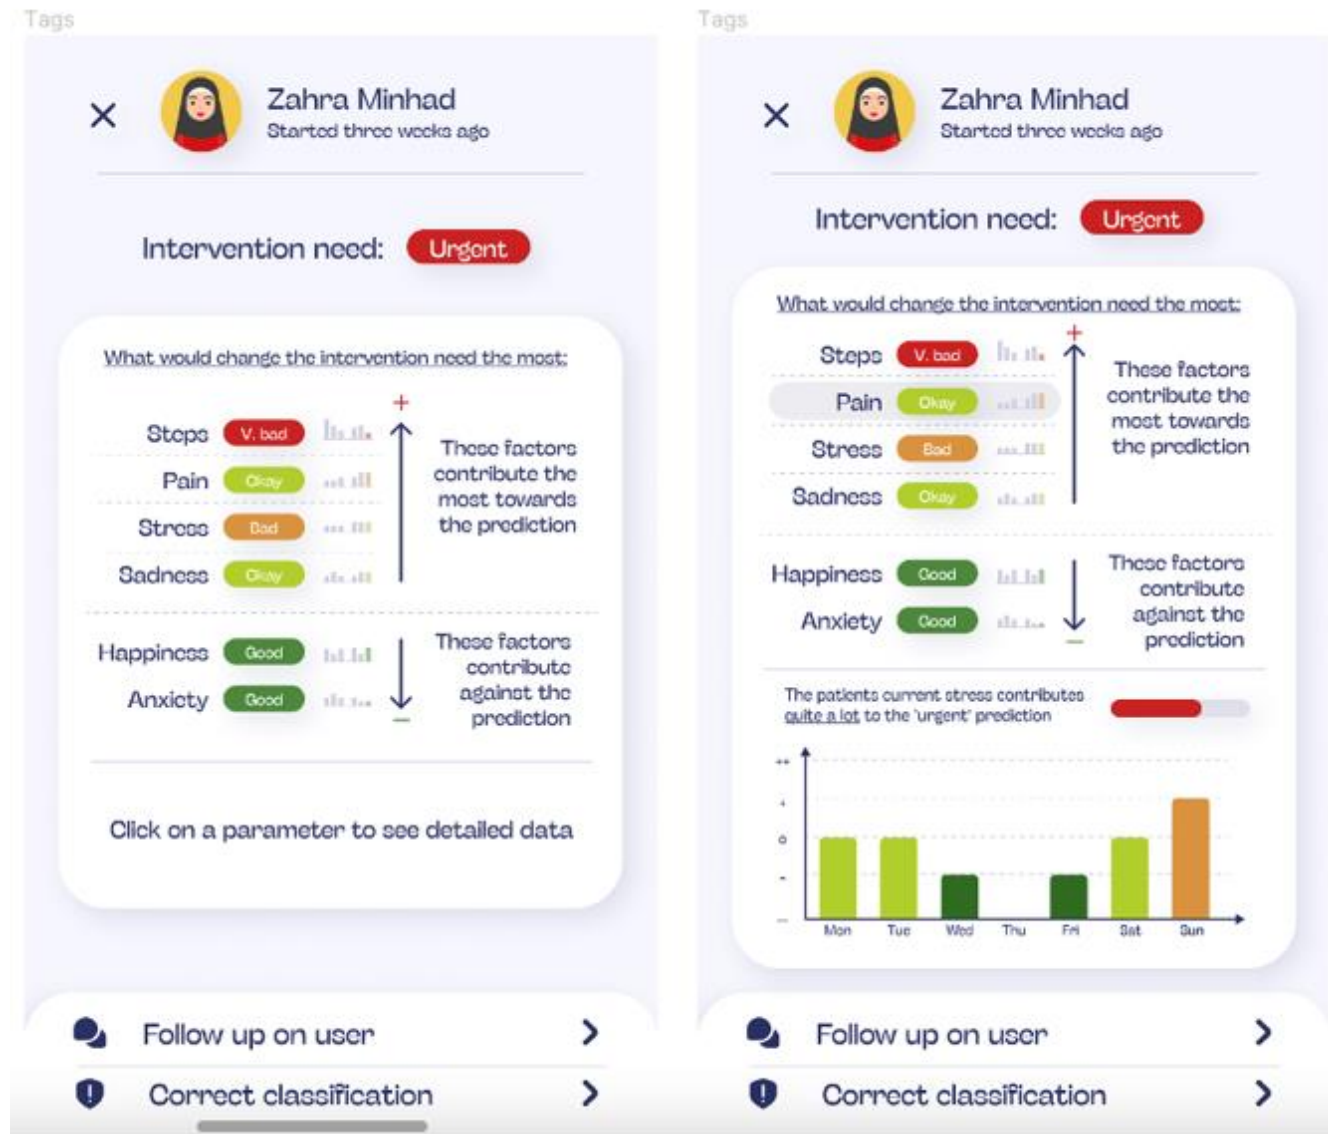 Tags
Zahra Minhad
Started three weeks ago
Intervention need: Urgent
What would change the intervention need the most:
+
Steps V. bad
Pain Okay
Stress Bad
Sadness Okay
These factors
contribute the
most towards
the prediction
Happiness Good
Anxiety Good
These factors
contribute
against the
prediction
–
Click on a parameter to see detailed data
Follow up on user
Correct classification
Tags
Zahra Minhad
Started three weeks ago
Intervention need: Urgent
What would change the intervention need the most:
+
Steps V. bad
Pain Okay
Stress Bad
Sadness Okay
These factors
contribute the
most towards
the prediction
Happiness Good
Anxiety Good
These factors
contribute
against the
prediction
–
The patients current stress contributes
quite a lot to the 'urgent' prediction
++
+
o
-
--
Mon Tue Wed Thu Fri Sat Sun
Follow up on user
Correct classification